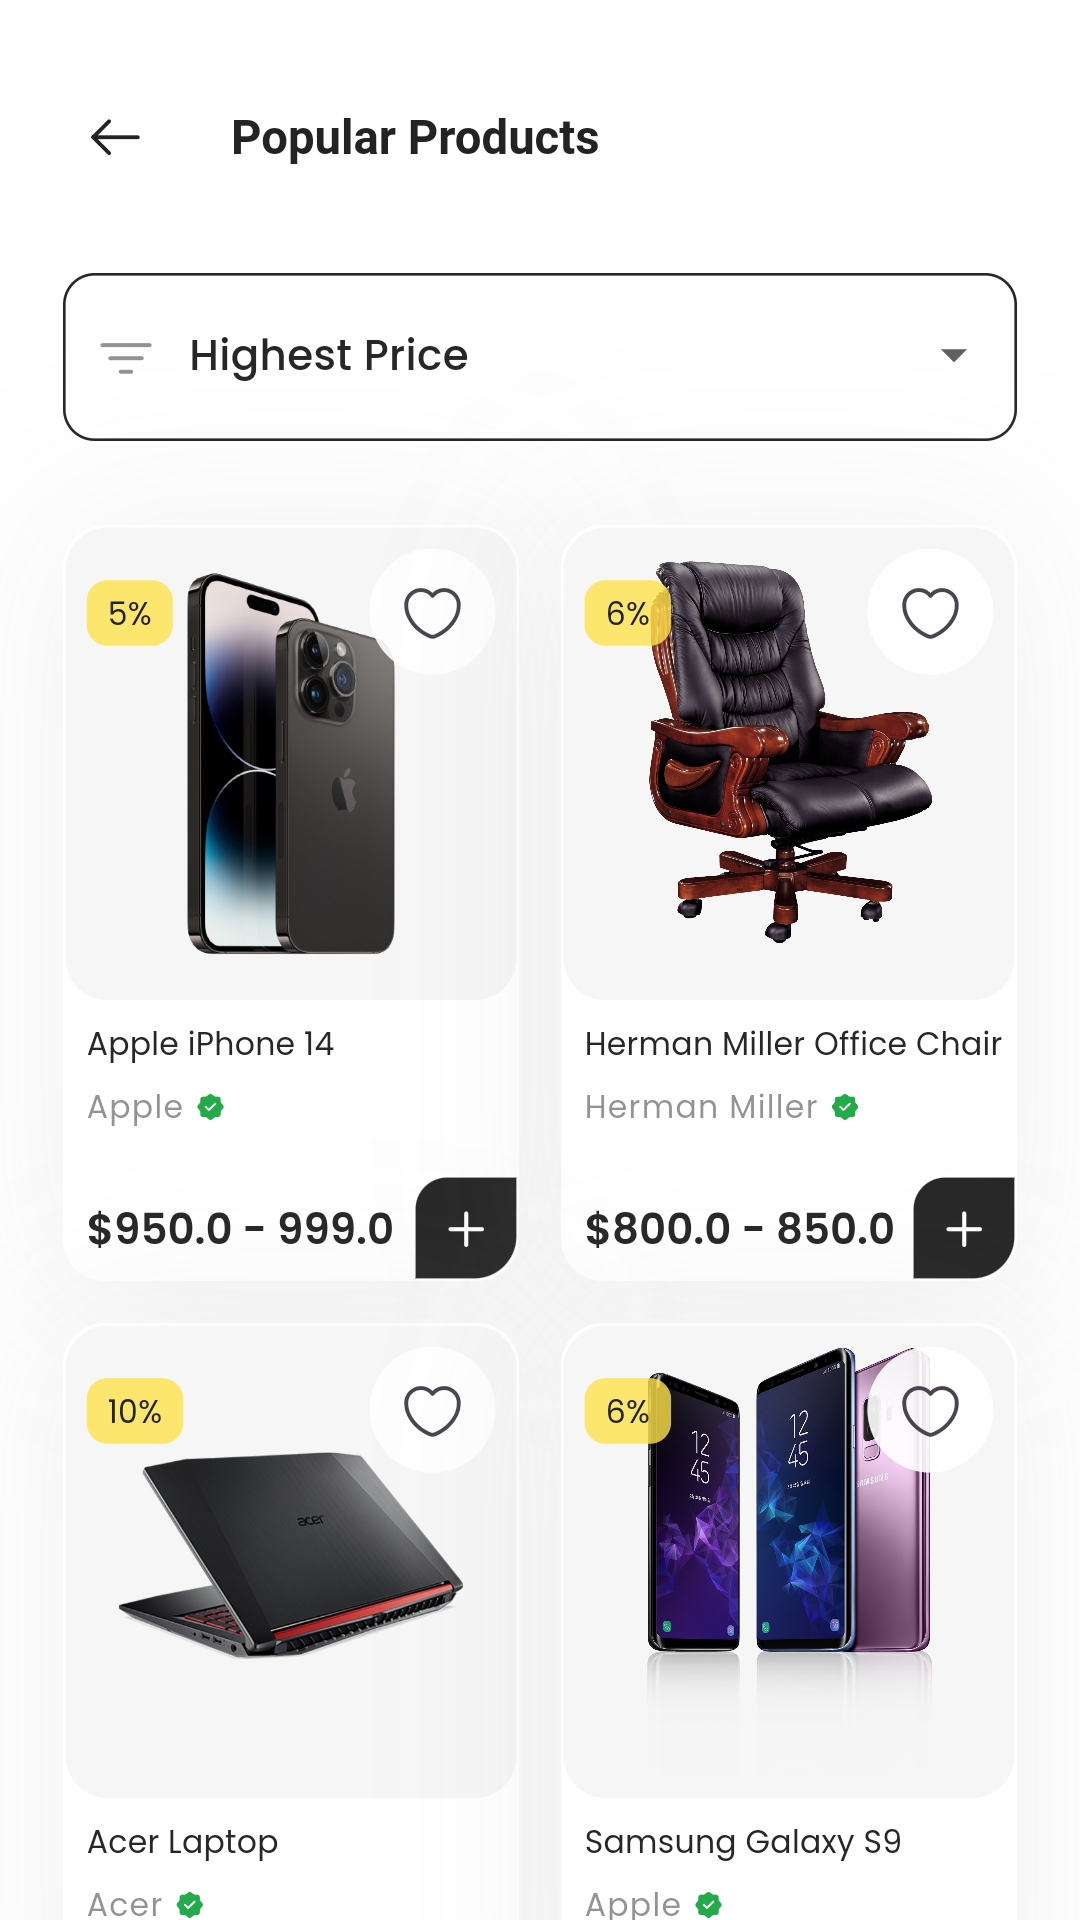 Popular Products
Highest Price
5%
6%
Apple iPhone 14
Herman Miller Office Chair
Apple
Herman Miller
$950.0 - 999.0
$800.0 - 850.0
10%
6%
acer
12
45
12
45
SAMSUNG
Acer Laptop
Samsung Galaxy S9
Acer
Apple